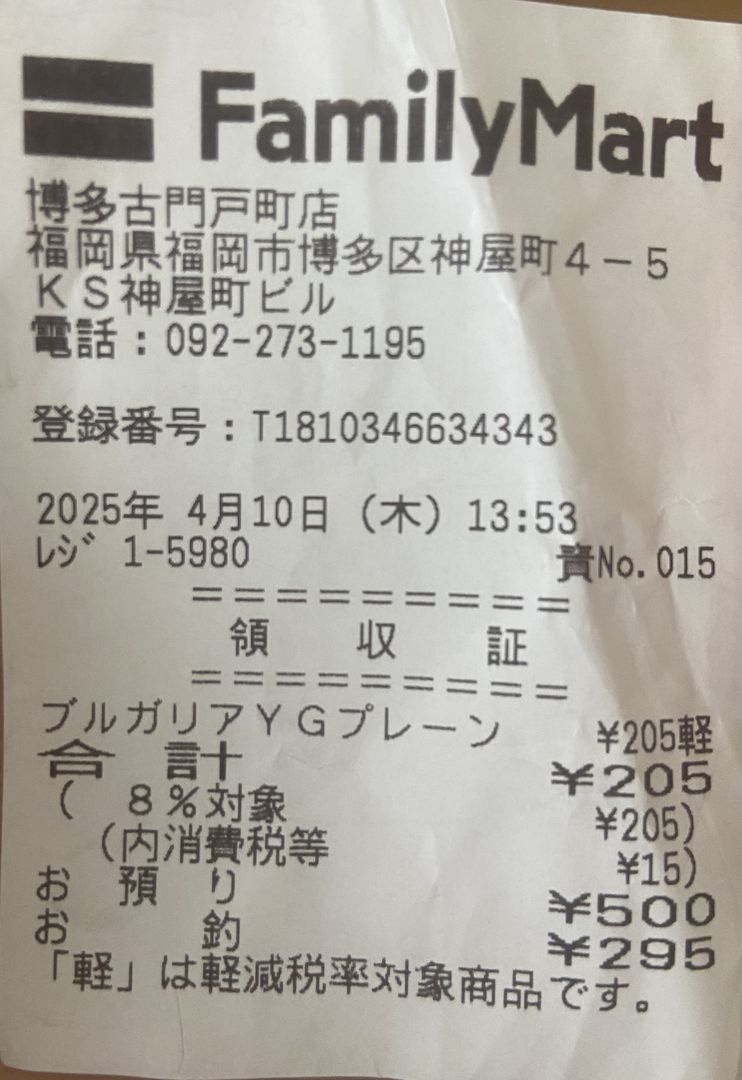 FamilyMart
博多古門戸町店
福岡県福岡市博多区神屋町4-5
KS神屋町ビル
電話:092-273-1195
登録番号:T1810346634343
2025年 4月10日(木)13:53
レジ 1-5980 責No.015
=========
領 収 証
=========
ブルガリアYGプレーン ¥205軽
合 計 ¥205
( 8%対象 ¥205)
(内消費税等 ¥15)
お預り ¥500
お 釣 ¥295
「軽」は軽減税率対象商品です。